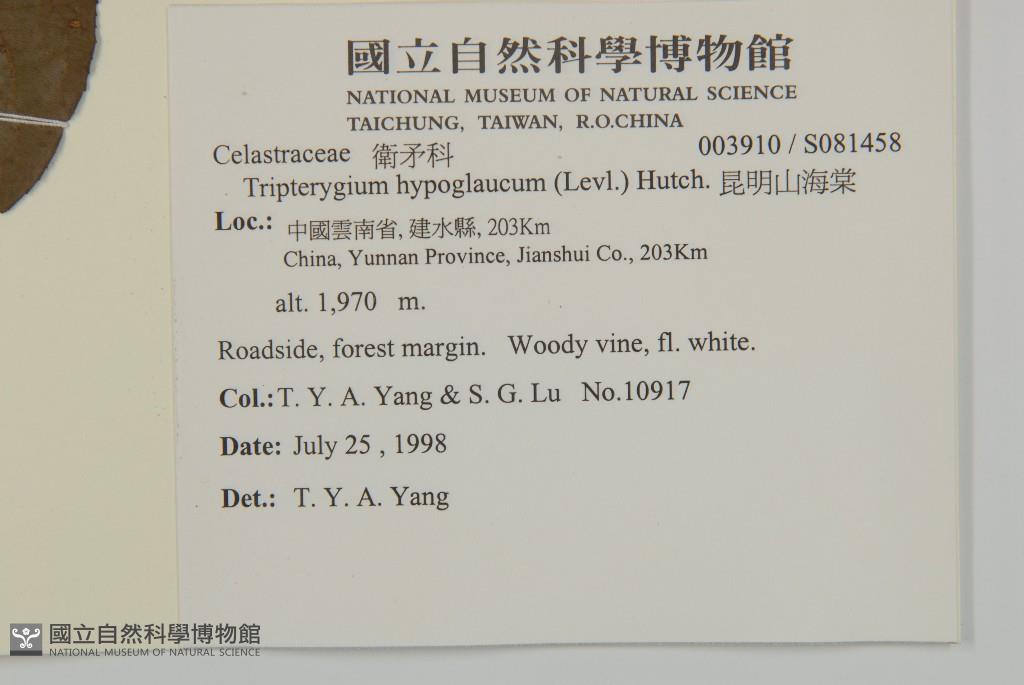 國立自然科學博物館
NATIONAL MUSEUM OF NATURAL SCIENCE
TAICHUNG, TAIWAN, R.O.CHINA
003910 / S081458
Celastraceae 衛矛科
Tripterygium hypoglaucum (Levl.) Hutch. 昆明山海棠
Loc.: 中國雲南省, 建水縣, 203Km
China, Yunnan Province, Jianshui Co., 203Km
alt. 1,970 m.
Roadside, forest margin. Woody vine, fl. white.
Col.: T. Y. A. Yang & S. G. Lu No.10917
Date: July 25 , 1998
Det.: T. Y. A. Yang
國立自然科學博物館
NATIONAL MUSEUM OF NATURAL SCIENCE